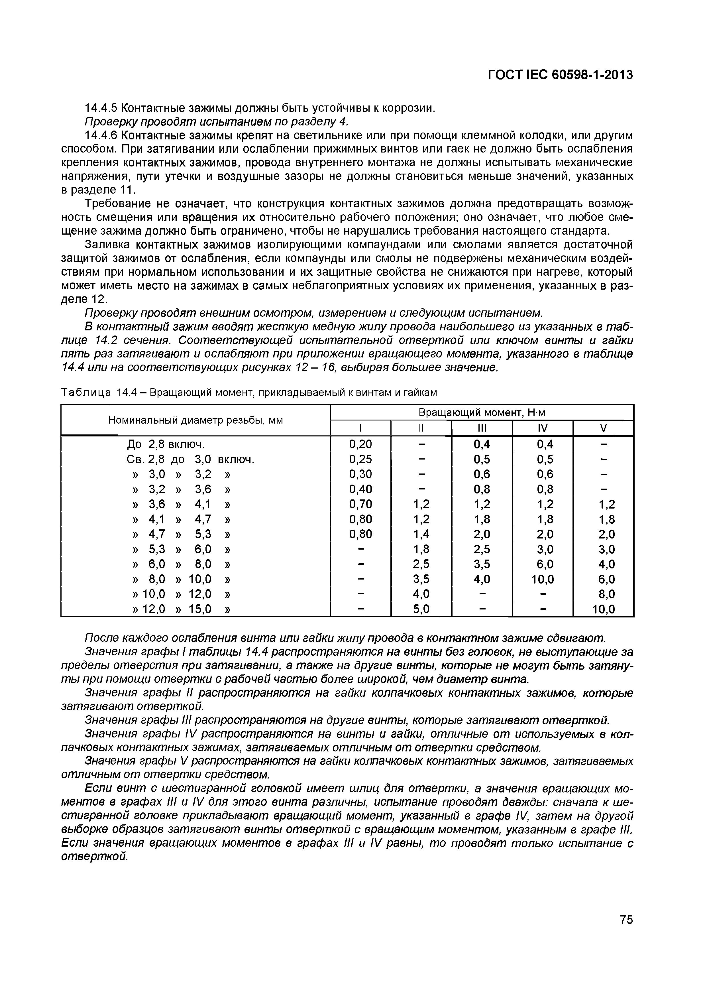 ГОСТ IEC 60598-1-2013
14.4.5 Контактные зажимы должны быть устойчивы к коррозии.
Проверку проводят испытанием по разделу 4.
14.4.6 Контактные зажимы крепят на светильнике или при помощи клеммной колодки, или другим
способом. При затягивании или ослаблении прижимных винтов или гаек не должно быть ослабления
крепления контактных зажимов, провода внутреннего монтажа не должны испытывать механические
напряжения, пути утечки и воздушные зазоры не должны становиться меньше значений, указанных
в разделе 11.
Требование не означает, что конструкция контактных зажимов должна предотвращать возмож-
ность смещения или вращения их относительно рабочего положения; оно означает, что любое сме-
щение зажима должно быть ограничено, чтобы не нарушались требования настоящего стандарта.
Заливка контактных зажимов изолирующими компаундами или смолами является достаточной
защитой зажимов от ослабления, если компаунды или смолы не подвержены механическим воздей-
ствиям при нормальном использовании и их защитные свойства не снижаются при нагреве, который
может иметь место на зажимах в самых неблагоприятных условиях их применения, указанных в раз-
деле 12.
Проверку проводят внешним осмотром, измерением и следующим испытанием.
В контактный зажим вводят жесткую медную жилу провода наибольшего из указанных в таб-
лице 14.2 сечения. Соответствующей испытательной отверткой или ключом винты и гайки
пять раз затягивают и ослабляют при приложении вращающего момента, указанного в таблице
14.4 или на соответствующих рисунках 12 – 16, выбирая большее значение.
Таблица 14.4 – Вращающий момент, прикладываемый к винтам и гайкам
Номинальный диаметр резьбы, мм Вращающий момент, Н·м
I II III IV V
До 2,8 включ. 0,20 – 0,4 0,4 –
Св. 2,8 до 3,0 включ. 0,25 – 0,5 0,5 –
» 3,0 » 3,2 » 0,30 – 0,6 0,6 –
» 3,2 » 3,6 » 0,40 – 0,8 0,8 –
» 3,6 » 4,1 » 0,70 1,2 1,2 1,2 1,2
» 4,1 » 4,7 » 0,80 1,2 1,8 1,8 1,8
» 4,7 » 5,3 » 0,80 1,4 2,0 2,0 2,0
» 5,3 » 6,0 » – 1,8 2,5 3,0 3,0
» 6,0 » 8,0 » – 2,5 3,5 6,0 4,0
» 8,0 » 10,0 » – 3,5 4,0 10,0 6,0
» 10,0 » 12,0 » – 4,0 – – 8,0
» 12,0 » 15,0 » – 5,0 – – 10,0
После каждого ослабления винта или гайки жилу провода в контактном зажиме сдвигают.
Значения графы I таблицы 14.4 распространяются на винты без головок, не выступающие за
пределы отверстия при затягивании, а также на другие винты, которые не могут быть затяну-
ты при помощи отвертки с рабочей частью более широкой, чем диаметр винта.
Значения графы II распространяются на гайки колпачковых контактных зажимов, которые
затягивают отверткой.
Значения графы III распространяются на другие винты, которые затягивают отверткой.
Значения графы IV распространяются на винты и гайки, отличные от используемых в кол-
пачковых контактных зажимах, затягиваемых отличным от отвертки средством.
Значения графы V распространяются на гайки колпачковых контактных зажимов, затягиваемых
отличным от отвертки средством.
Если винт с шестигранной головкой имеет шлиц для отвертки, а значения вращающих мо-
ментов в графах III и IV для этого винта различны, испытание проводят дважды: сначала к ше-
стигранной головке прикладывают вращающий момент, указанный в графе IV, затем на другой
выборке образцов затягивают винты отверткой с вращающим моментом, указанным в графе III.
Если значения вращающих моментов в графах III и IV равны, то проводят только испытание с
отверткой.
75